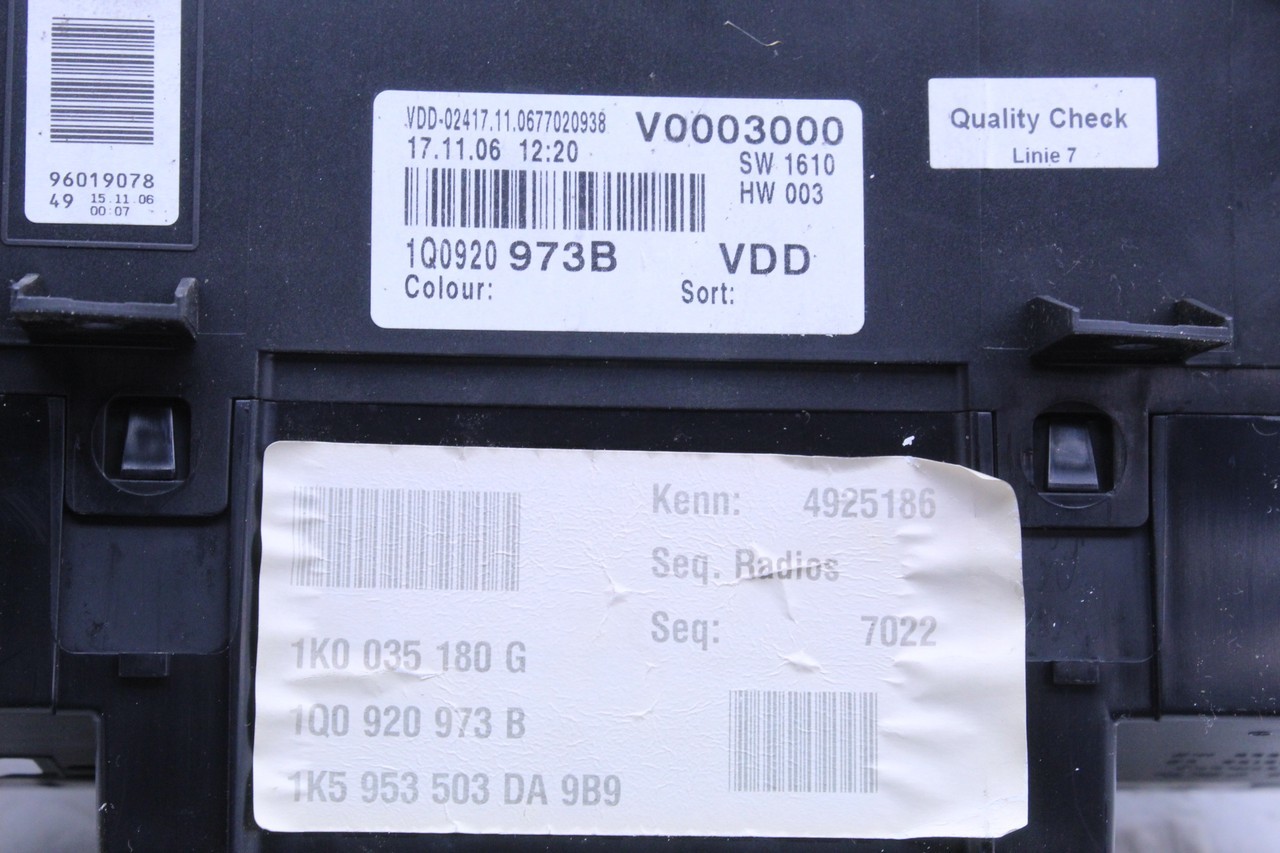 96019078
49 15.11.06
00:07
VDD-02417.11.0677020938 V0003000
17.11.06 12:20 SW 1610
HW 003
1Q0920 973B VDD
Colour: Sort:
Quality Check
Linie 7
Kenn: 4925186
Seq. Radios
Seq: 7022
1K0 035 180 G
1Q0 920 973 B
1K5 953 503 DA 9B9